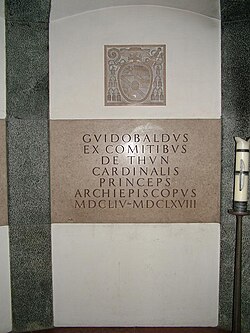 GVIDOBALDVS
EX COMITIBVS
DE THVN
CARDINALIS
PRINCEPS
ARCHIEPISCOPVS
MDCLIV-MDCLXVIII